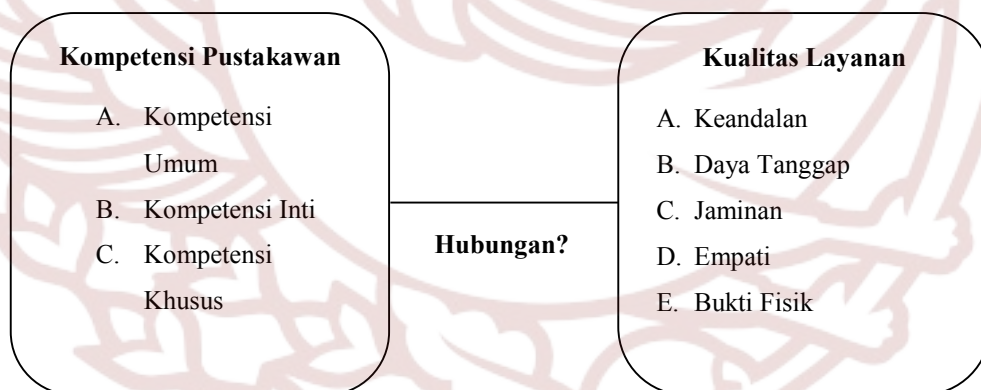 Kompetensi Pustakawan
A. Kompetensi
Umum
B. Kompetensi Inti
C. Kompetensi
Khusus
Hubungan?
Kualitas Layanan
A. Keandalan
B. Daya Tanggap
C. Jaminan
D. Empati
E. Bukti Fisik